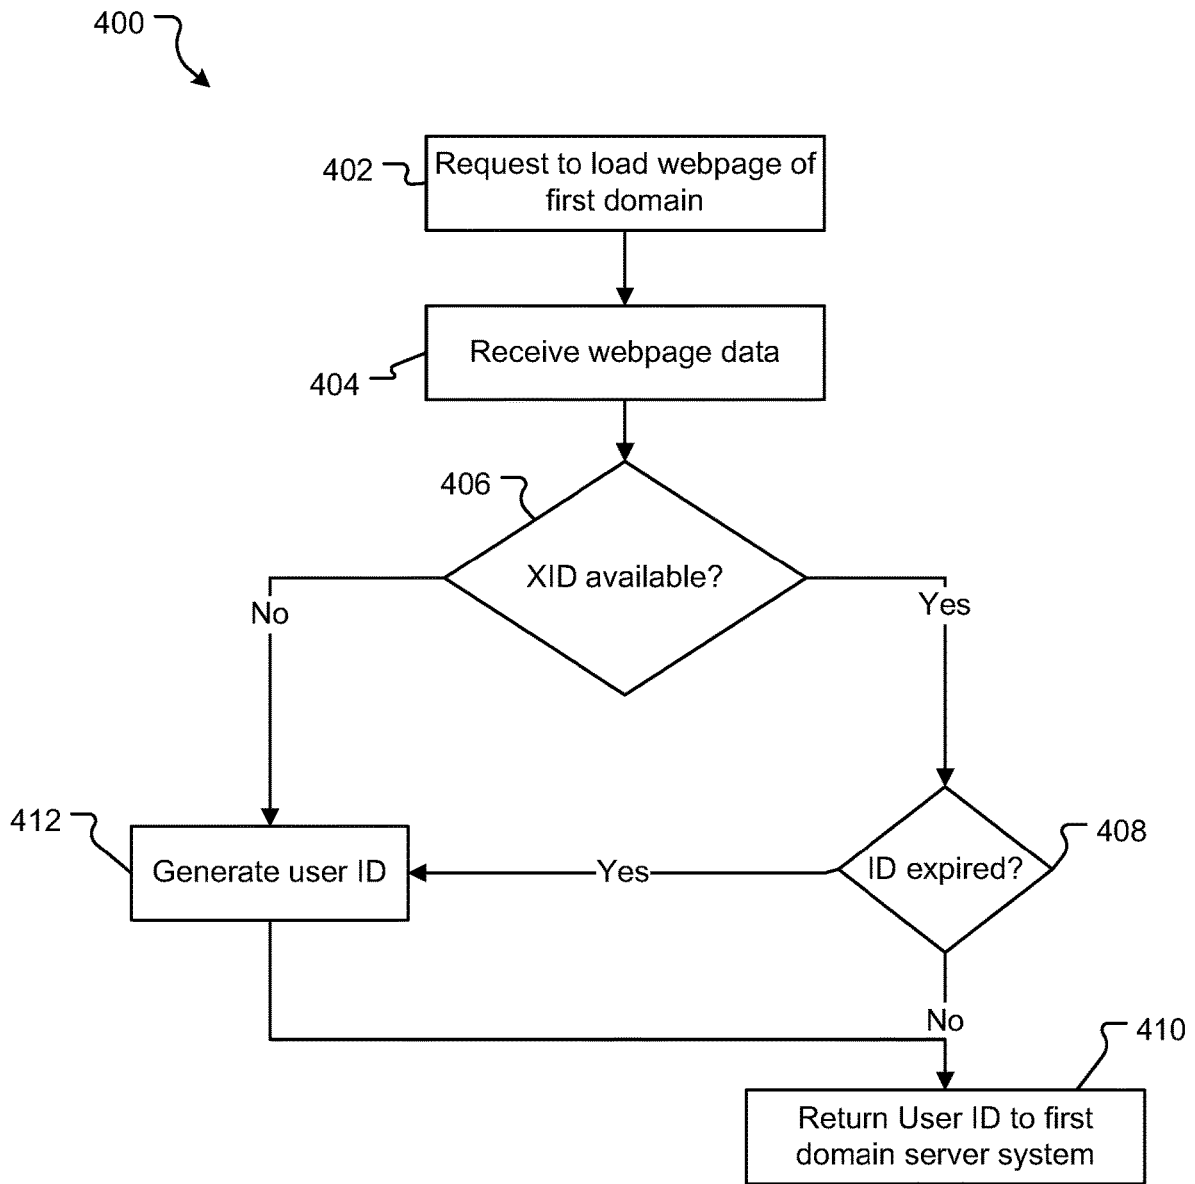 400
402
Request to load webpage of
first domain
404
Receive webpage data
406
XID available?
No
Yes
412
Generate user ID
Yes
ID expired?
408
No
410
Return User ID to first
domain server system